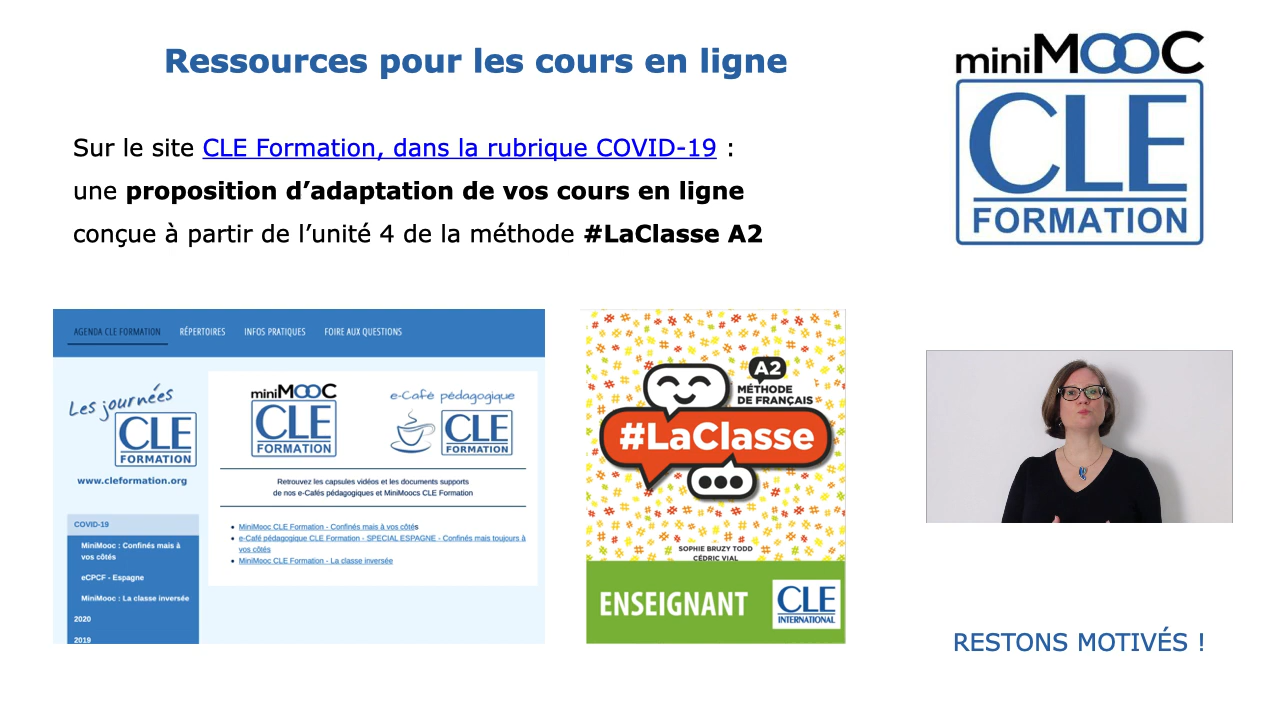 Ressources pour les cours en ligne
Sur le site CLE Formation, dans la rubrique COVID-19 :
une proposition d’adaptation de vos cours en ligne
conçue à partir de l’unité 4 de la méthode #LaClasse A2
miniMOOC
CLE
FORMATION
AGENDA CLE FORMATION RÉPERTOIRES INFOS PRATIQUES FOIRE AUX QUESTIONS
Les journées
CLE
FORMATION
www.cleformation.org
COVID-19
MiniMooc : Confinés mais à
vos côtés
eCPCF - Espagne
MiniMooc : La classe inversée
2020
2019
miniMOOC
CLE
FORMATION
e-Café pédagogique
CLE
FORMATION
Retrouvez les capsules vidéos et les documents supports
de nos e-Cafés pédagogiques et MiniMoocs CLE Formation
MiniMooc CLE Formation - Confinés mais à vos côtés
e-Café pédagogique CLE Formation - SPECIAL ESPAGNE - Confinés mais toujours à
vos côtés
MiniMooc CLE Formation - La classe inversée
A2
MÉTHODE
DE FRANÇAIS
#LaClasse
SOPHIE BRUZY TODD
CÉDRIC VIAL
ENSEIGNANT
CLE
INTERNATIONAL
RESTONS MOTIVÉS !